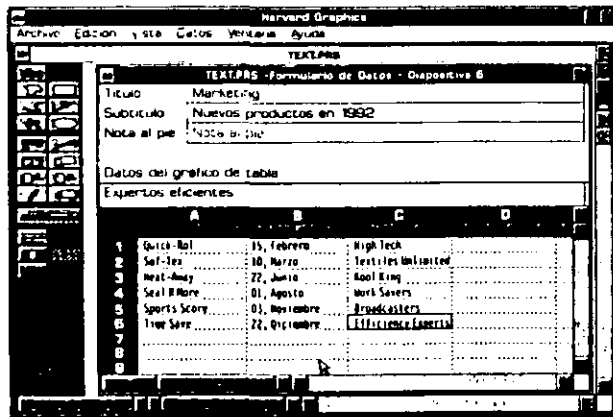 Harvard Graphics
Archivo Edición Vista Datos Ventana Ayuda
TEXT.PRS
TEXT.PRS -Formulario de Datos - Diapositiva 6
Titulo Marketing
Subtitulo Nuevos productos en 1992
Nota al pie Nota al pie
Datos del gráfico de tabla
Expertos eficientes
A B C D
1 Quick-Rol 15, Febrero High Tech
2 Sof-Tex 10, Marzo Textiles Unlimited
3 Heat-Away 22, Junio Kool King
4 Seal N More 01, Agosto Work Savers
5 Sports Score 03, Noviembre Broadcasters
6 Time Save 22, Diciembre Efficience Experts
7
8
9